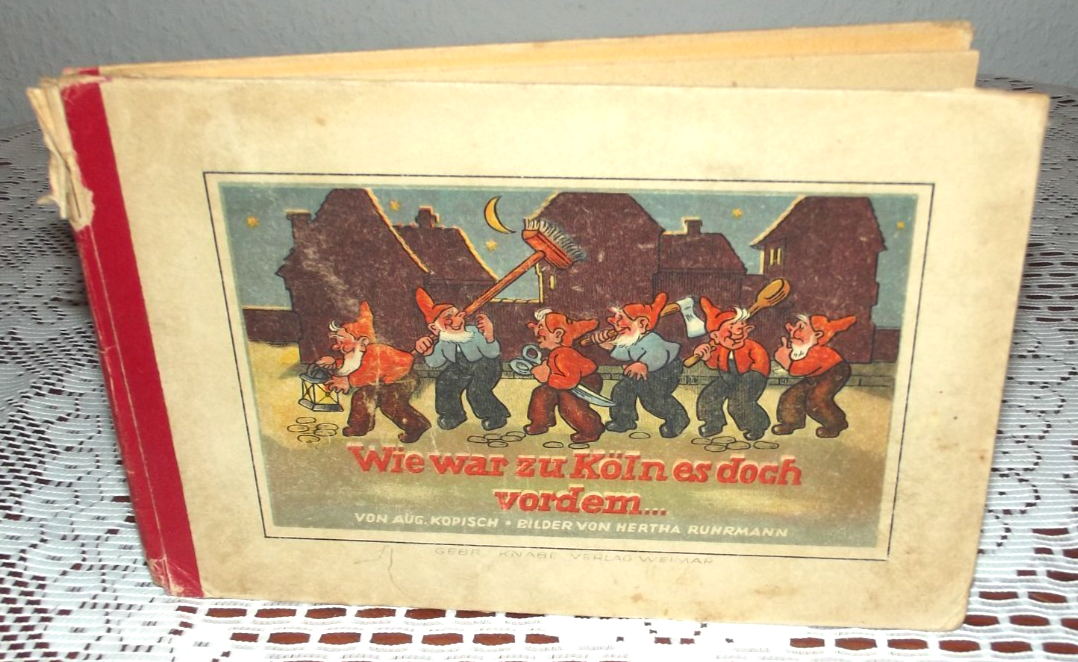 Wie war zu Köln es doch
vordem...
VON AUG. KOPISCH • BILDER VON HERTHA RUHRMANN
GEBR. KNABE VERLAG WEIMAR